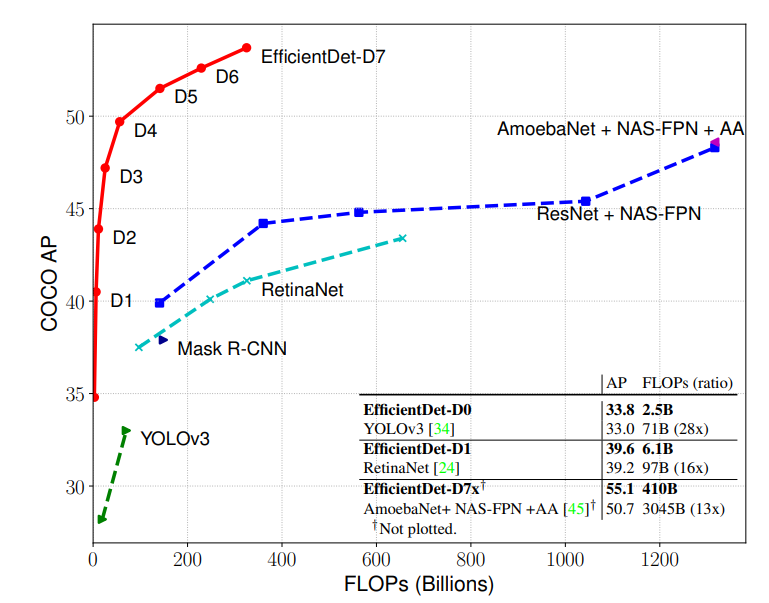 COCO AP
50
45
40
35
30
EfficientDet-D7
D6
D5
D4
D3
D2
D1
AmoebaNet + NAS-FPN + AA
ResNet + NAS-FPN
RetinaNet
Mask R-CNN
YOLOv3
AP FLOPs (ratio)
EfficientDet-D0 33.8 2.5B
YOLOv3 [34] 33.0 71B (28x)
EfficientDet-D1 39.6 6.1B
RetinaNet [24] 39.2 97B (16x)
EfficientDet-D7x† 55.1 410B
AmoebaNet+ NAS-FPN +AA [45]† 50.7 3045B (13x)
†Not plotted.
0 200 400 600 800 1000 1200
FLOPs (Billions)